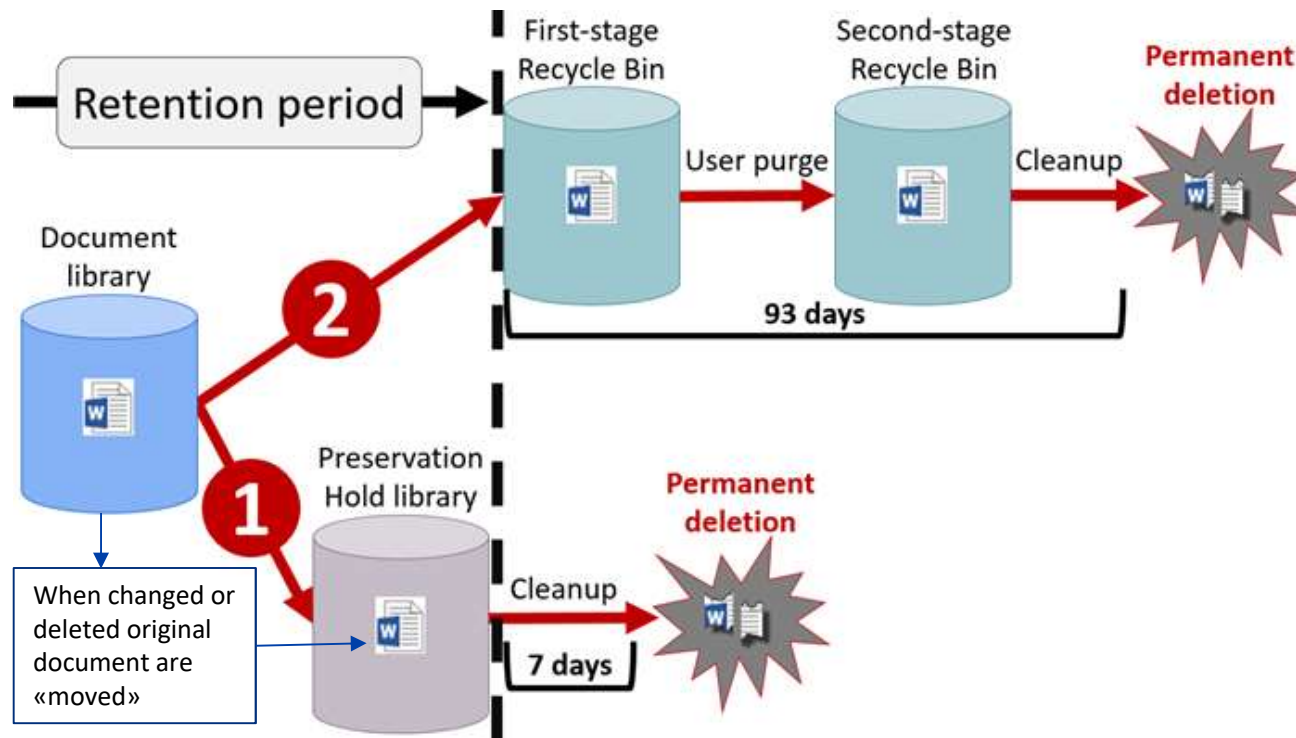 First-stage
Recycle Bin
Second-stage
Recycle Bin
Permanent
deletion
Retention period
User purge
Cleanup
W
W
W
Document
library
2
93 days
W
1
Preservation
Hold library
Permanent
deletion
When changed or
deleted original
document are
«moved»
W
Cleanup
W
7 days